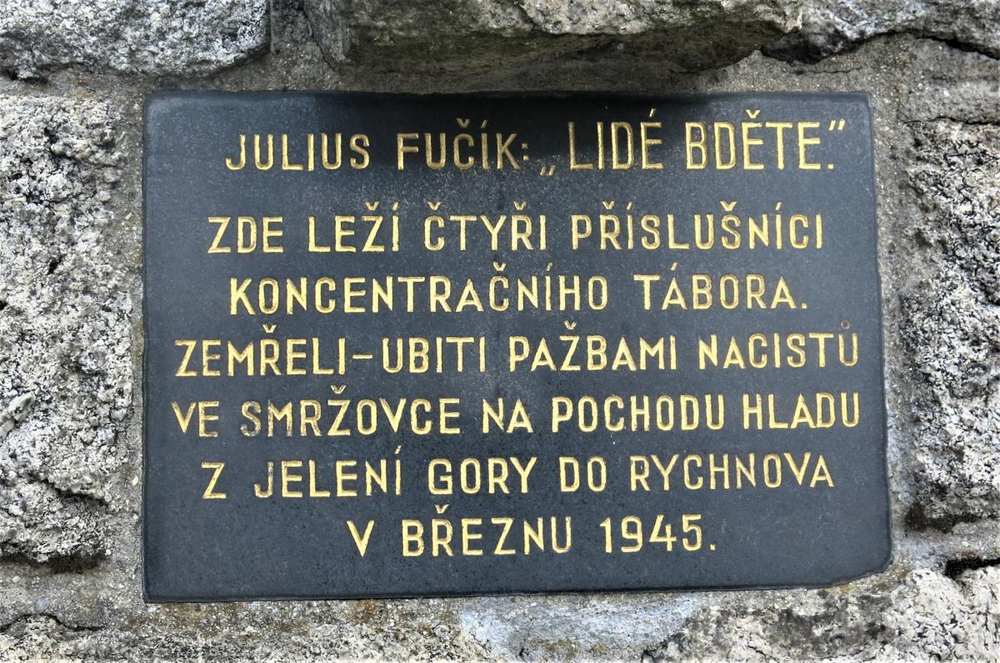 JULIUS FUČÍK: „LIDÉ BDĚTE.”
ZDE LEŽÍ ČTYŘI PŘÍSLUŠNÍCI
KONCENTRAČNÍHO TÁBORA.
ZEMŘELI-UBITI PAŽBAMI NACISTŮ
VE SMRŽOVCE NA POCHODU HLADU
Z JELENÍ GORY DO RYCHNOVA
V BŘEZNU 1945.